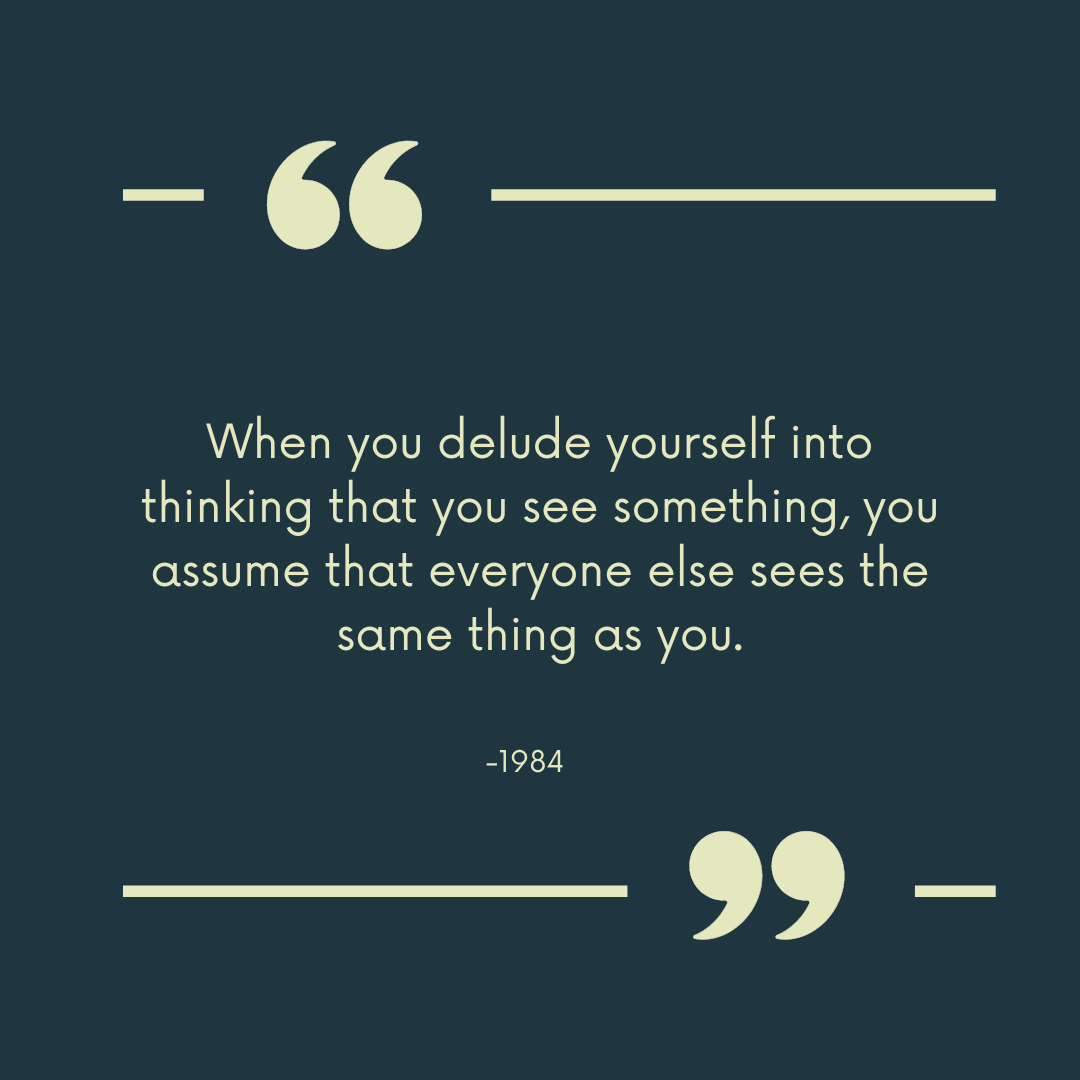 “
When you delude yourself into
thinking that you see something, you
assume that everyone else sees the
same thing as you.
-1984
”